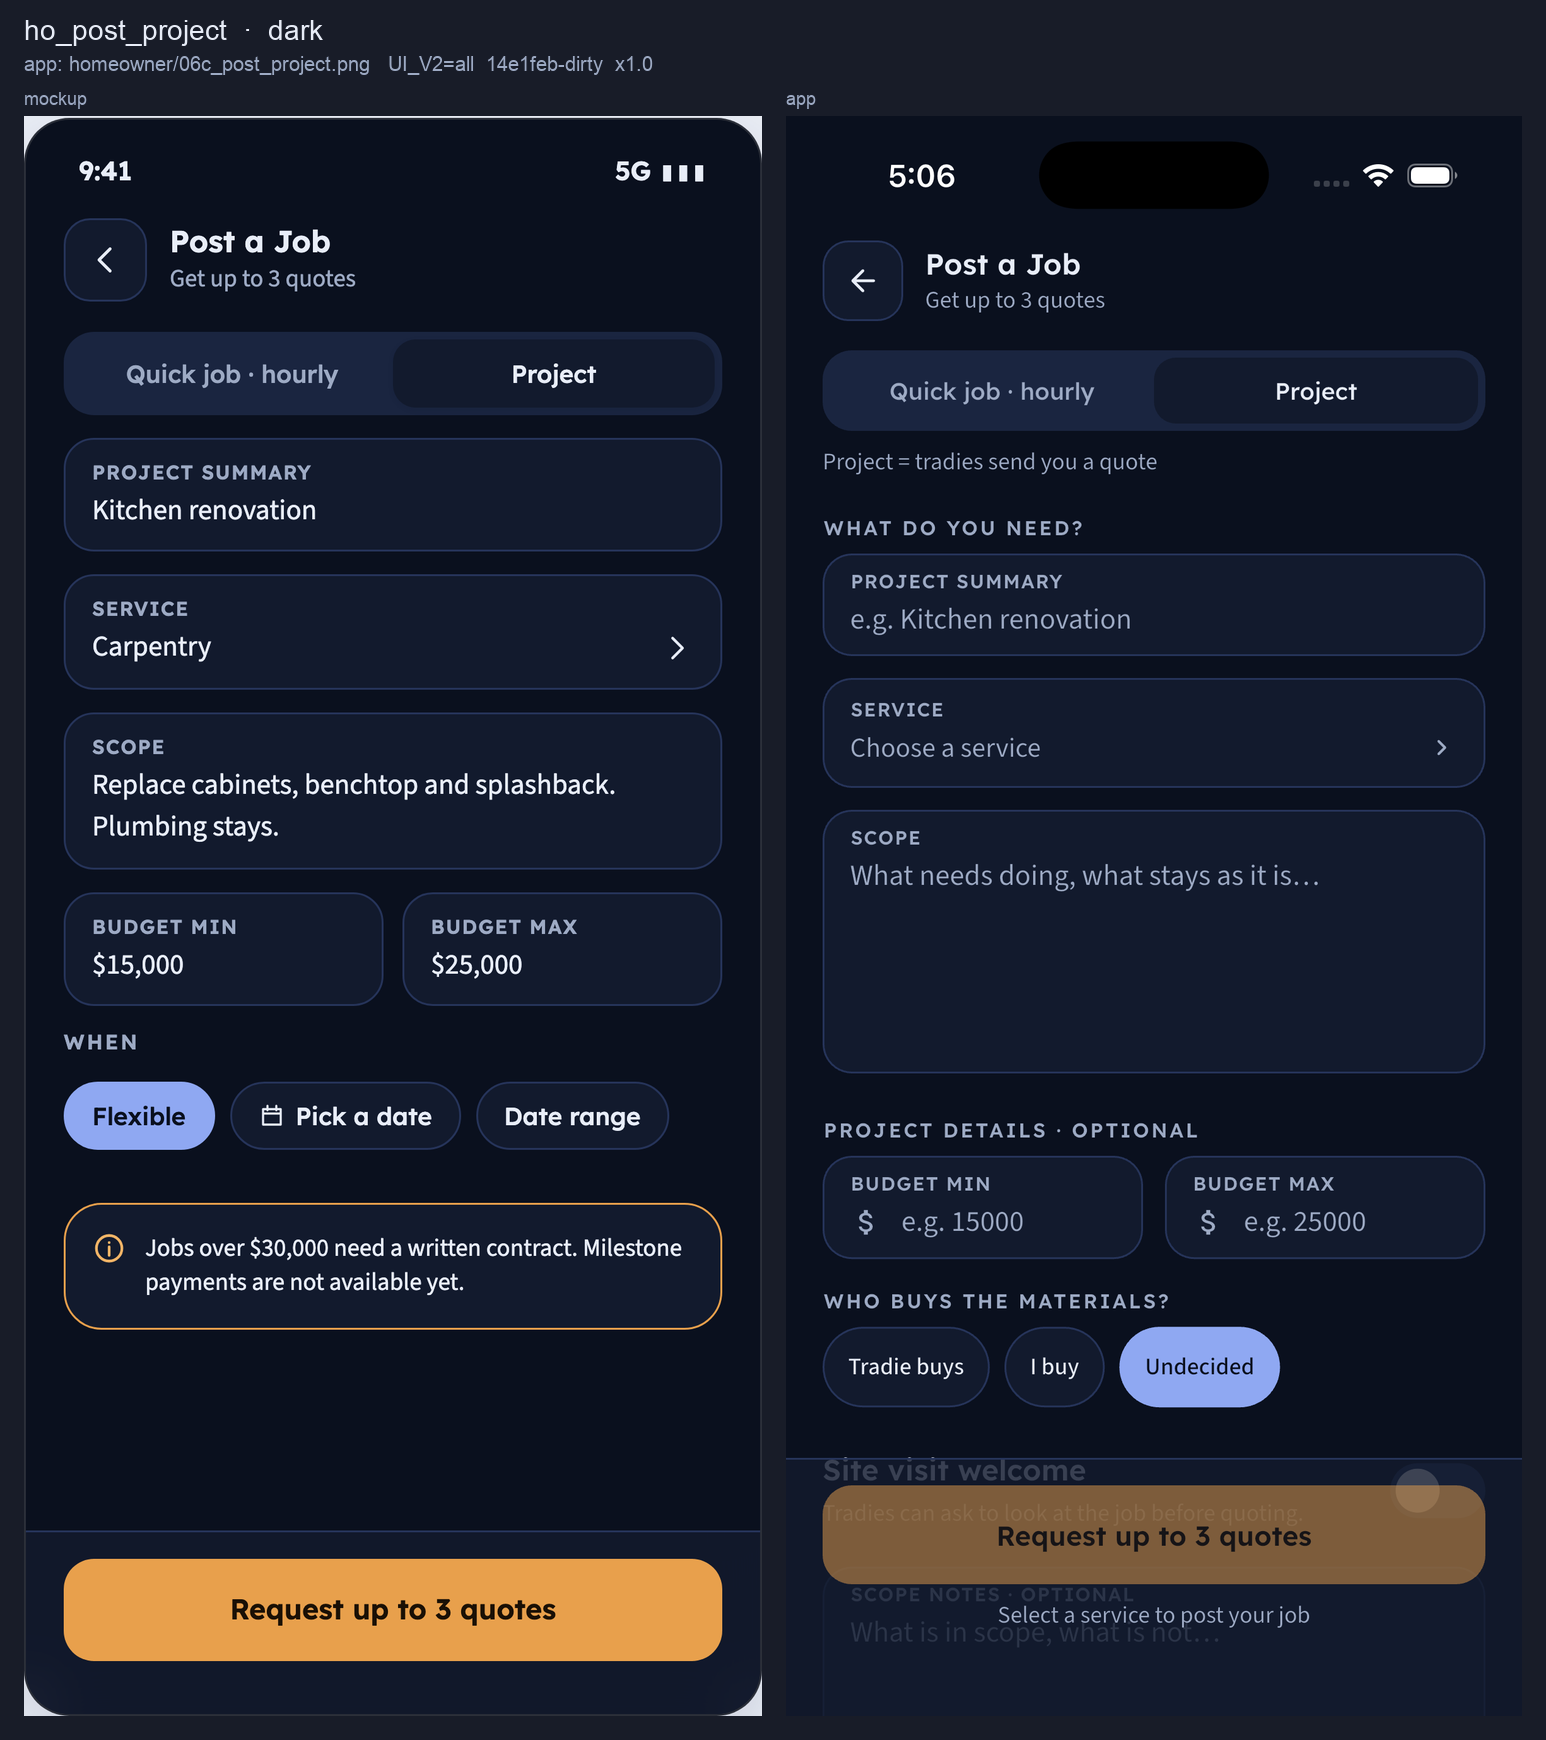 ho_post_project · dark
app: homeowner/06c_post_project.png UI_V2=all 14e1feb-dirty x1.0
mockup
9:41
5G
Post a Job
Get up to 3 quotes
Quick job · hourly
Project
PROJECT SUMMARY
Kitchen renovation
SERVICE
Carpentry
SCOPE
Replace cabinets, benchtop and splashback.
Plumbing stays.
BUDGET MIN
$15,000
BUDGET MAX
$25,000
WHEN
Flexible
Pick a date
Date range
Jobs over $30,000 need a written contract. Milestone
payments are not available yet.
Request up to 3 quotes
app
5:06
Post a Job
Get up to 3 quotes
Quick job · hourly
Project
Project = tradies send you a quote
WHAT DO YOU NEED?
PROJECT SUMMARY
e.g. Kitchen renovation
SERVICE
Choose a service
SCOPE
What needs doing, what stays as it is…
PROJECT DETAILS · OPTIONAL
BUDGET MIN
$ e.g. 15000
BUDGET MAX
$ e.g. 25000
WHO BUYS THE MATERIALS?
Tradie buys
I buy
Undecided
Site visit welcome
Tradies can ask to look at the job before quoting.
Request up to 3 quotes
SCOPE NOTES · OPTIONAL
Select a service to post your job
What is in scope, what is not…